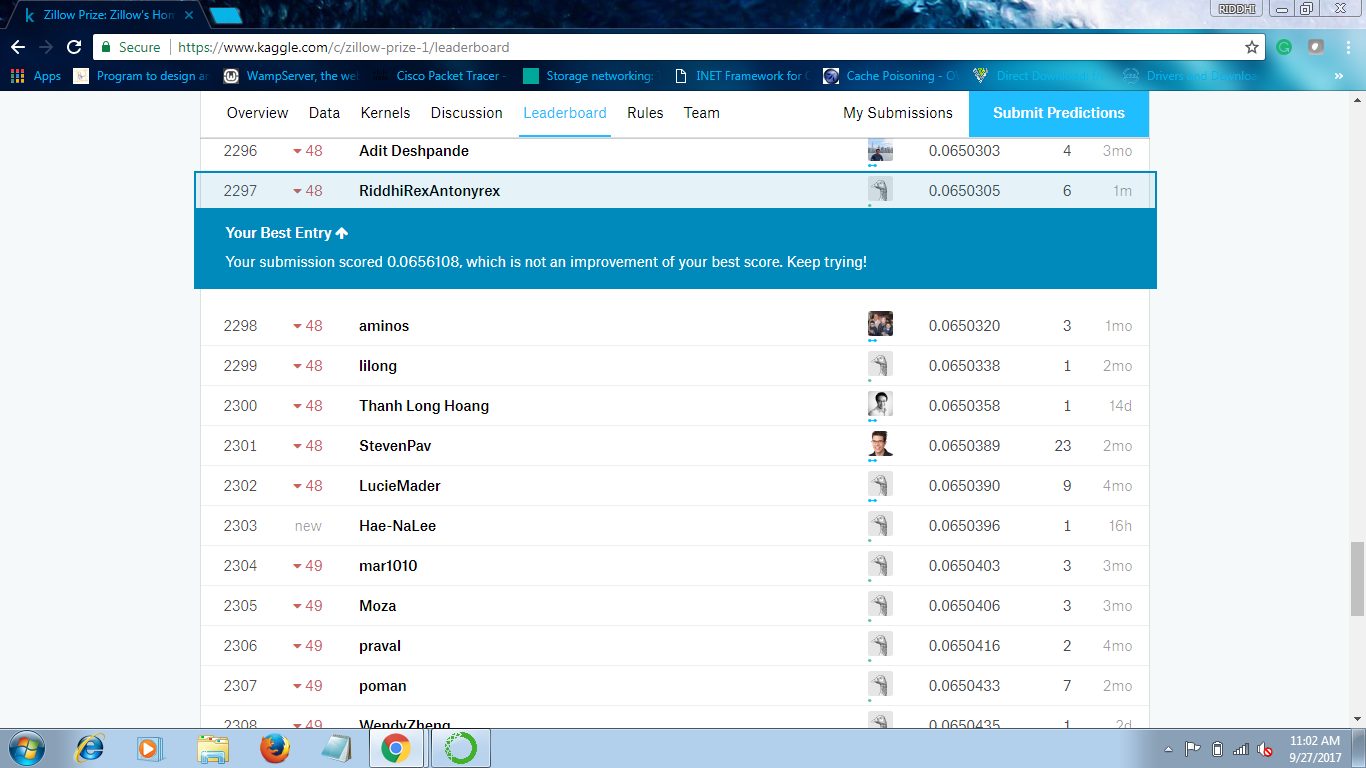 Zillow Prize: Zillow's Hom
RIDDHI
Secure https://www.kaggle.com/c/zillow-prize-1/leaderboard
Apps Program to design an WampServer, the web Cisco Packet Tracer - Storage networking: INET Framework for Cache Poisoning - Direct Download Drivers and Downloa »
Overview Data Kernels Discussion Leaderboard Rules Team My Submissions Submit Predictions
2296 48 Adit Deshpande 0.0650303 4 3mo
2297 48 RiddhiRexAntonyrex 0.0650305 6 1m
Your Best Entry
Your submission scored 0.0656108, which is not an improvement of your best score. Keep trying!
2298 48 aminos 0.0650320 3 1mo
2299 48 lilong 0.0650338 1 2mo
2300 48 Thanh Long Hoang 0.0650358 1 14d
2301 48 StevenPav 0.0650389 23 2mo
2302 48 LucieMader 0.0650390 9 4mo
2303 new Hae-NaLee 0.0650396 1 16h
2304 49 mar1010 0.0650403 3 3mo
2305 49 Moza 0.0650406 3 3mo
2306 49 praval 0.0650416 2 4mo
2307 49 poman 0.0650433 7 2mo
2308 49 WendyZheng 0.0650435 1 2d
11:02 AM
9/27/2017